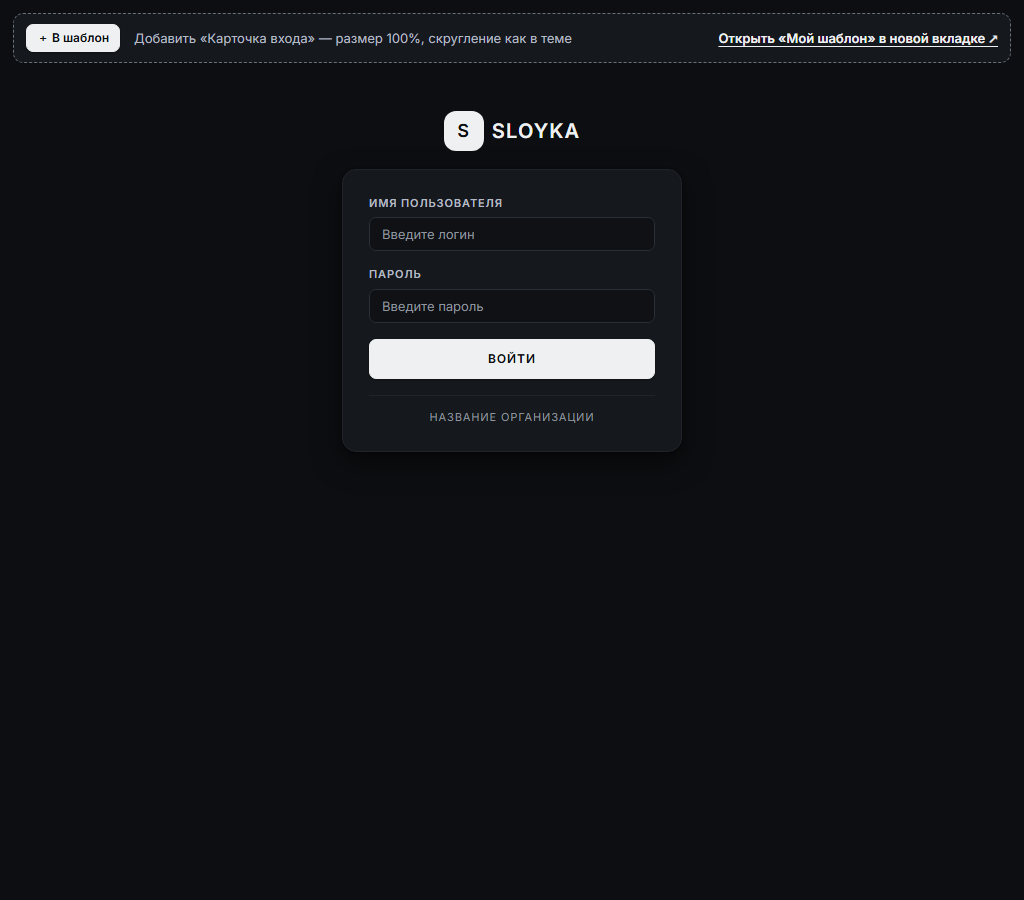 + В шаблон
Добавить «Карточка входа» — размер 100%, скругление как в теме
Открыть «Мой шаблон» в новой вкладке ↗
S SLOYKA
ИМЯ ПОЛЬЗОВАТЕЛЯ
Введите логин
ПАРОЛЬ
Введите пароль
ВОЙТИ
НАЗВАНИЕ ОРГАНИЗАЦИИ